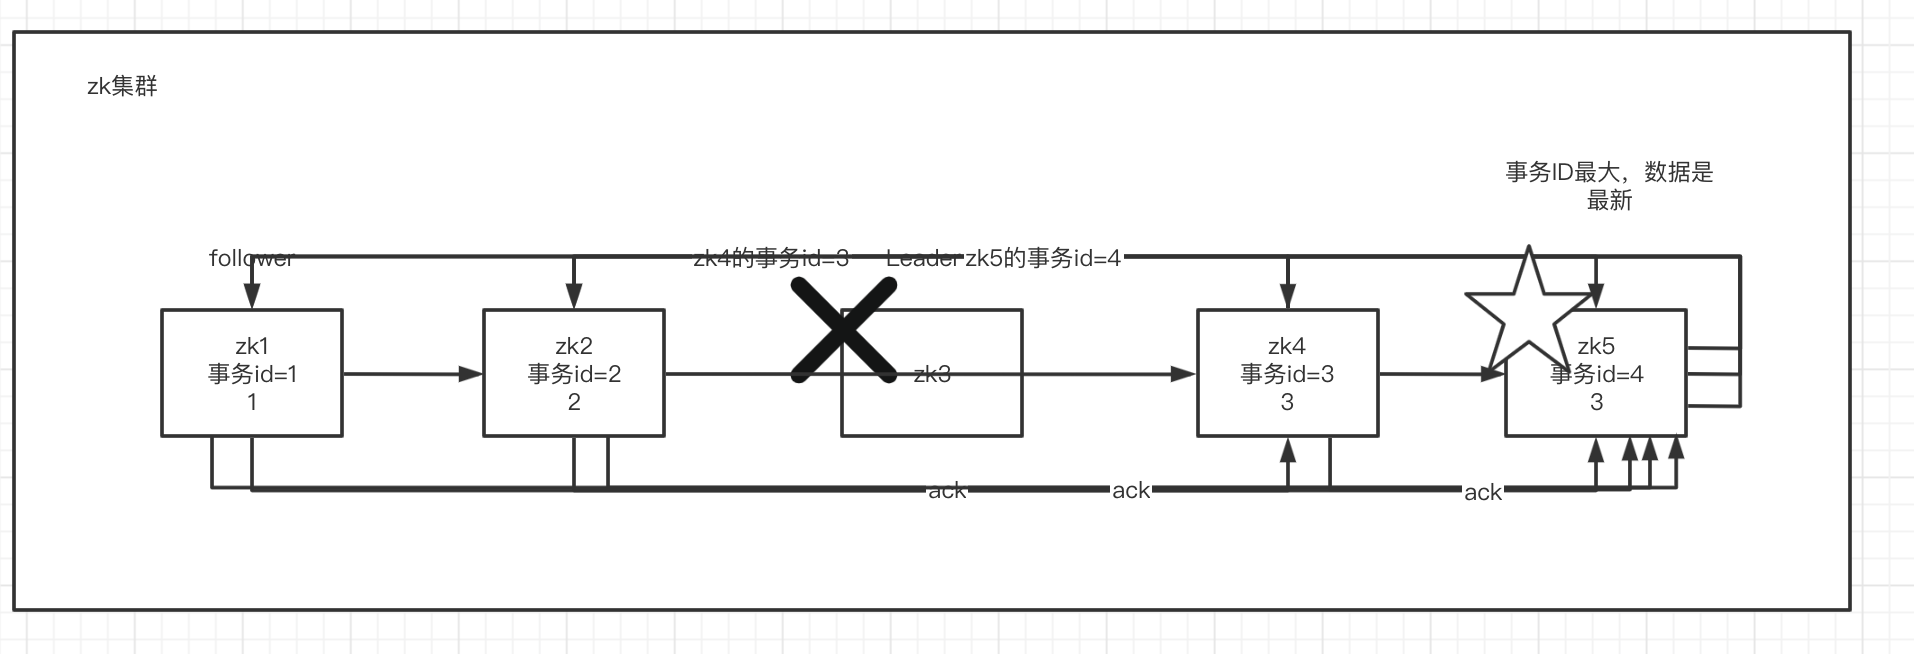 zk集群
事务ID最大，数据是
最新
follower
zk4的事务id=3
Leader
zk5的事务id=4
zk1
事务id=1
1
zk2
事务id=2
2
zk3
zk4
事务id=3
3
zk5
事务id=4
3
ack
ack
ack